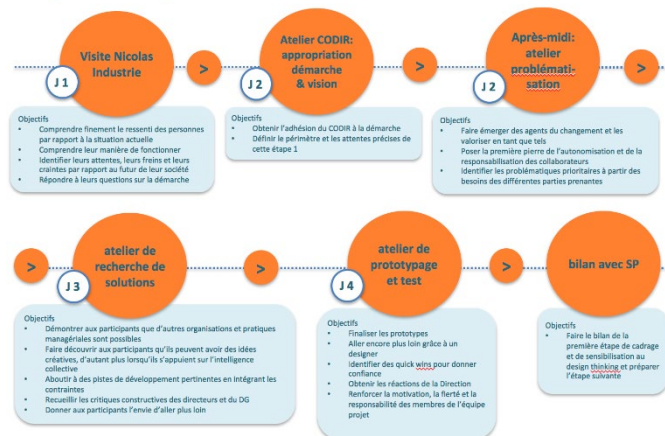 Visite Nicolas
Industrie
J 1
>
Objectifs
• Comprendre finement le ressenti des personnes
par rapport à la situation actuelle
• Comprendre leur manière de fonctionner
• Identifier leurs attentes, leurs freins et leurs
craintes par rapport au futur de leur société
• Répondre à leurs questions sur la démarche
Atelier CODIR:
appropriation
démarche
& vision
J 2
>
Objectifs
• Obtenir l'adhésion du CODIR à la démarche
• Définir le périmètre et les attentes précises de
cette étape 1
Après-midi:
atelier
problémati-
sation
J 2
>
Objectifs
• Faire émerger des agents du changement et les
valoriser en tant que tels
• Poser la première pierre de l'autonomisation et de la
responsabilisation des collaborateurs
• Identifier les problématiques prioritaires à partir des
besoins des différentes parties prenantes
>
atelier de
recherche de
solutions
J 3
>
Objectifs
• Démontrer aux participants que d'autres organisations et pratiques
managériales sont possibles
• Faire découvrir aux participants qu'ils peuvent avoir des idées
créatives, d'autant plus lorsqu'ils s'appuient sur l'intelligence
collective
• Aboutir à des pistes de développement pertinentes en intégrant les
contraintes
• Recueillir les critiques constructives des directeurs et du DG
• Donner aux participants l'envie d'aller plus loin
atelier de
prototypage
et test
J 4
>
Objectifs
• Finaliser les prototypes
• Aller encore plus loin grâce à un
designer
• Identifier des quick wins pour donner
confiance
• Obtenir les réactions de la Direction
• Renforcer la motivation, la fierté et la
responsabilité des membres de l'équipe
projet
bilan avec SP
Objectifs
• Faire le bilan de la
première étape de cadrage
et de sensibilisation au
design thinking et préparer
l'étape suivante